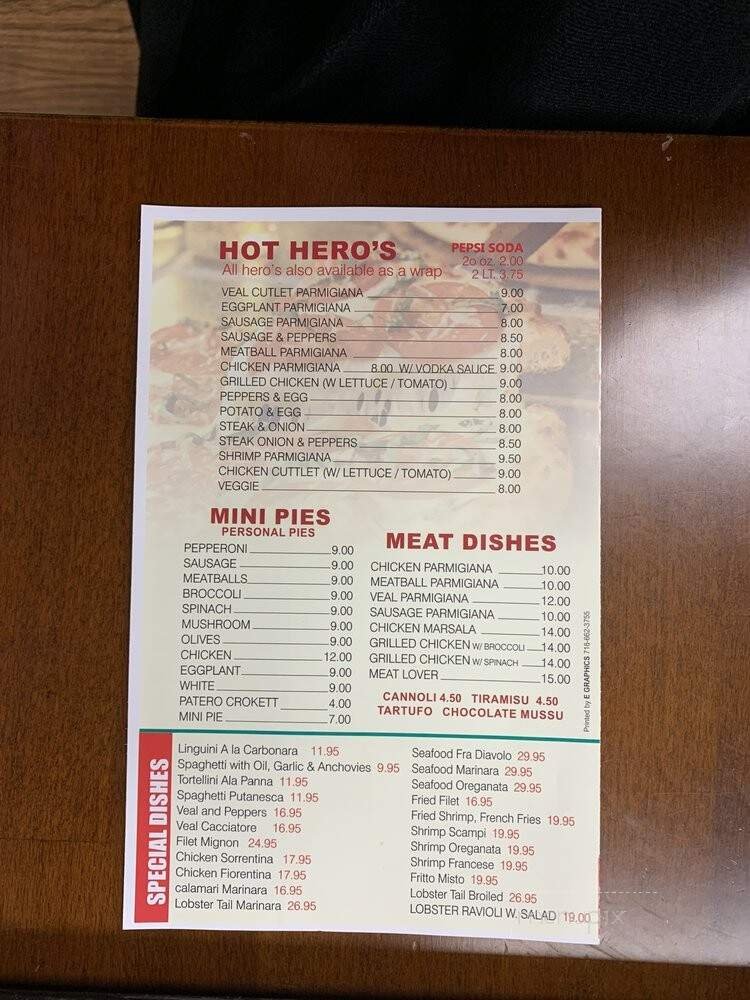 HOT HERO'S
All hero's also available as a wrap
PEPSI SODA
2o oz. 2.00
2 LT. 3.75
VEAL CUTLET PARMIGIANA 9.00
EGGPLANT PARMIGIANA 7.00
SAUSAGE PARMIGIANA 8.00
SAUSAGE & PEPPERS 8.50
MEATBALL PARMIGIANA 8.00
CHICKEN PARMIGIANA 8.00 W/ VODKA SAUCE 9.00
GRILLED CHICKEN (W LETTUCE / TOMATO) 9.00
PEPPERS & EGG 8.00
POTATO & EGG 8.00
STEAK & ONION 8.00
STEAK ONION & PEPPERS 8.50
SHRIMP PARMIGIANA 9.50
CHICKEN CUTTLET (W/ LETTUCE / TOMATO) 9.00
VEGGIE 8.00
MINI PIES
PERSONAL PIES
PEPPERONI 9.00
SAUSAGE 9.00
MEATBALLS 9.00
BROCCOLI 9.00
SPINACH 9.00
MUSHROOM 9.00
OLIVES 9.00
CHICKEN 12.00
EGGPLANT 9.00
WHITE 9.00
PATERO CROKETT 4.00
MINI PIE 7.00
MEAT DISHES
CHICKEN PARMIGIANA 10.00
MEATBALL PARMIGIANA 10.00
VEAL PARMIGIANA 12.00
SAUSAGE PARMIGIANA 10.00
CHICKEN MARSALA 14.00
GRILLED CHICKEN W/ BROCCOLI 14.00
GRILLED CHICKEN W/ SPINACH 14.00
MEAT LOVER 15.00
CANNOLI 4.50 TIRAMISU 4.50
TARTUFO CHOCOLATE MUSSU
Printed by E GRAPHICS 718-662-3755
SPECIAL DISHES
Linguini A la Carbonara 11.95
Spaghetti with Oil, Garlic & Anchovies 9.95
Tortellini Ala Panna 11.95
Spaghetti Putanesca 11.95
Veal and Peppers 16.95
Veal Cacciatore 16.95
Filet Mignon 24.95
Chicken Sorrentina 17.95
Chicken Fiorentina 17.95
calamari Marinara 16.95
Lobster Tail Marinara 26.95
Seafood Fra Diavolo 29.95
Seafood Marinara 29.95
Seafood Oreganata 29.95
Fried Filet 16.95
Fried Shrimp, French Fries 19.95
Shrimp Scampi 19.95
Shrimp Oreganata 19.95
Shrimp Francese 19.95
Fritto Misto 19.95
Lobster Tail Broiled 26.95
LOBSTER RAVIOLI W. SALAD 19.00